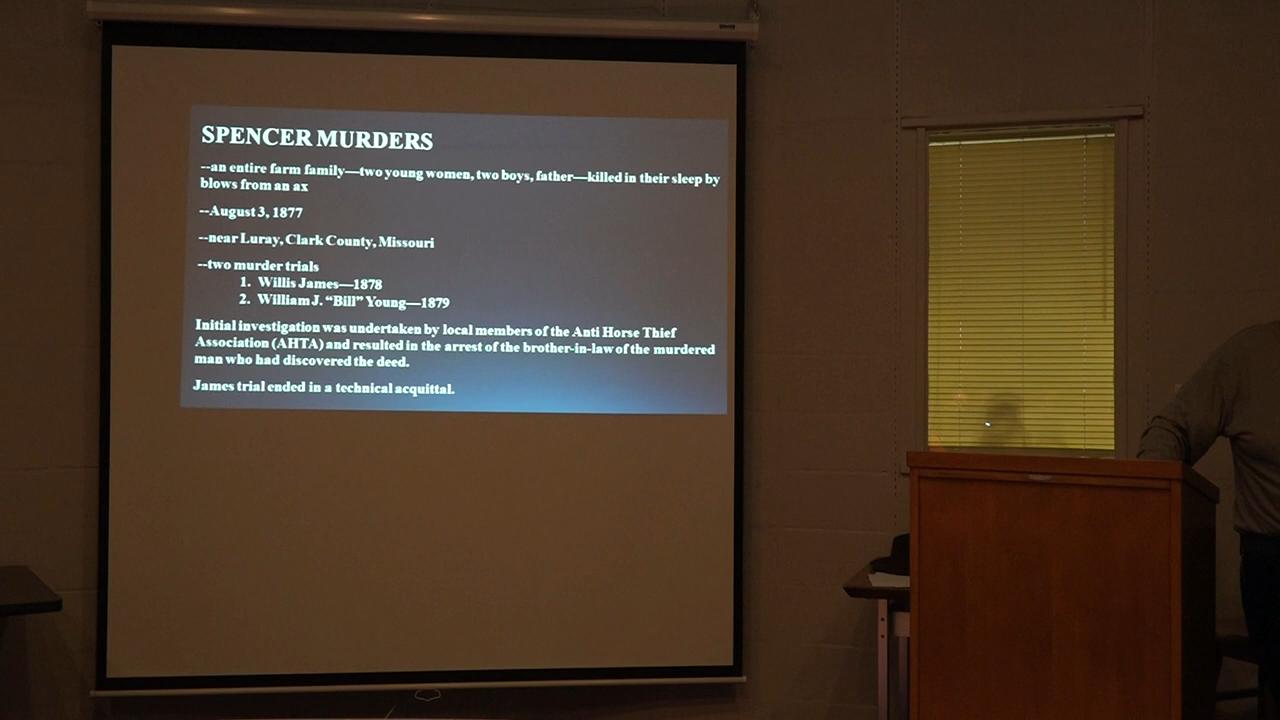 SPENCER MURDERS
--an entire farm family—two young women, two boys, father—killed in their sleep by
blows from an ax
--August 3, 1877
--near Luray, Clark County, Missouri
--two murder trials
1. Willis James—1878
2. William J. “Bill” Young—1879
Initial investigation was undertaken by local members of the Anti Horse Thief
Association (AHTA) and resulted in the arrest of the brother-in-law of the murdered
man who had discovered the deed.
James trial ended in a technical acquittal.